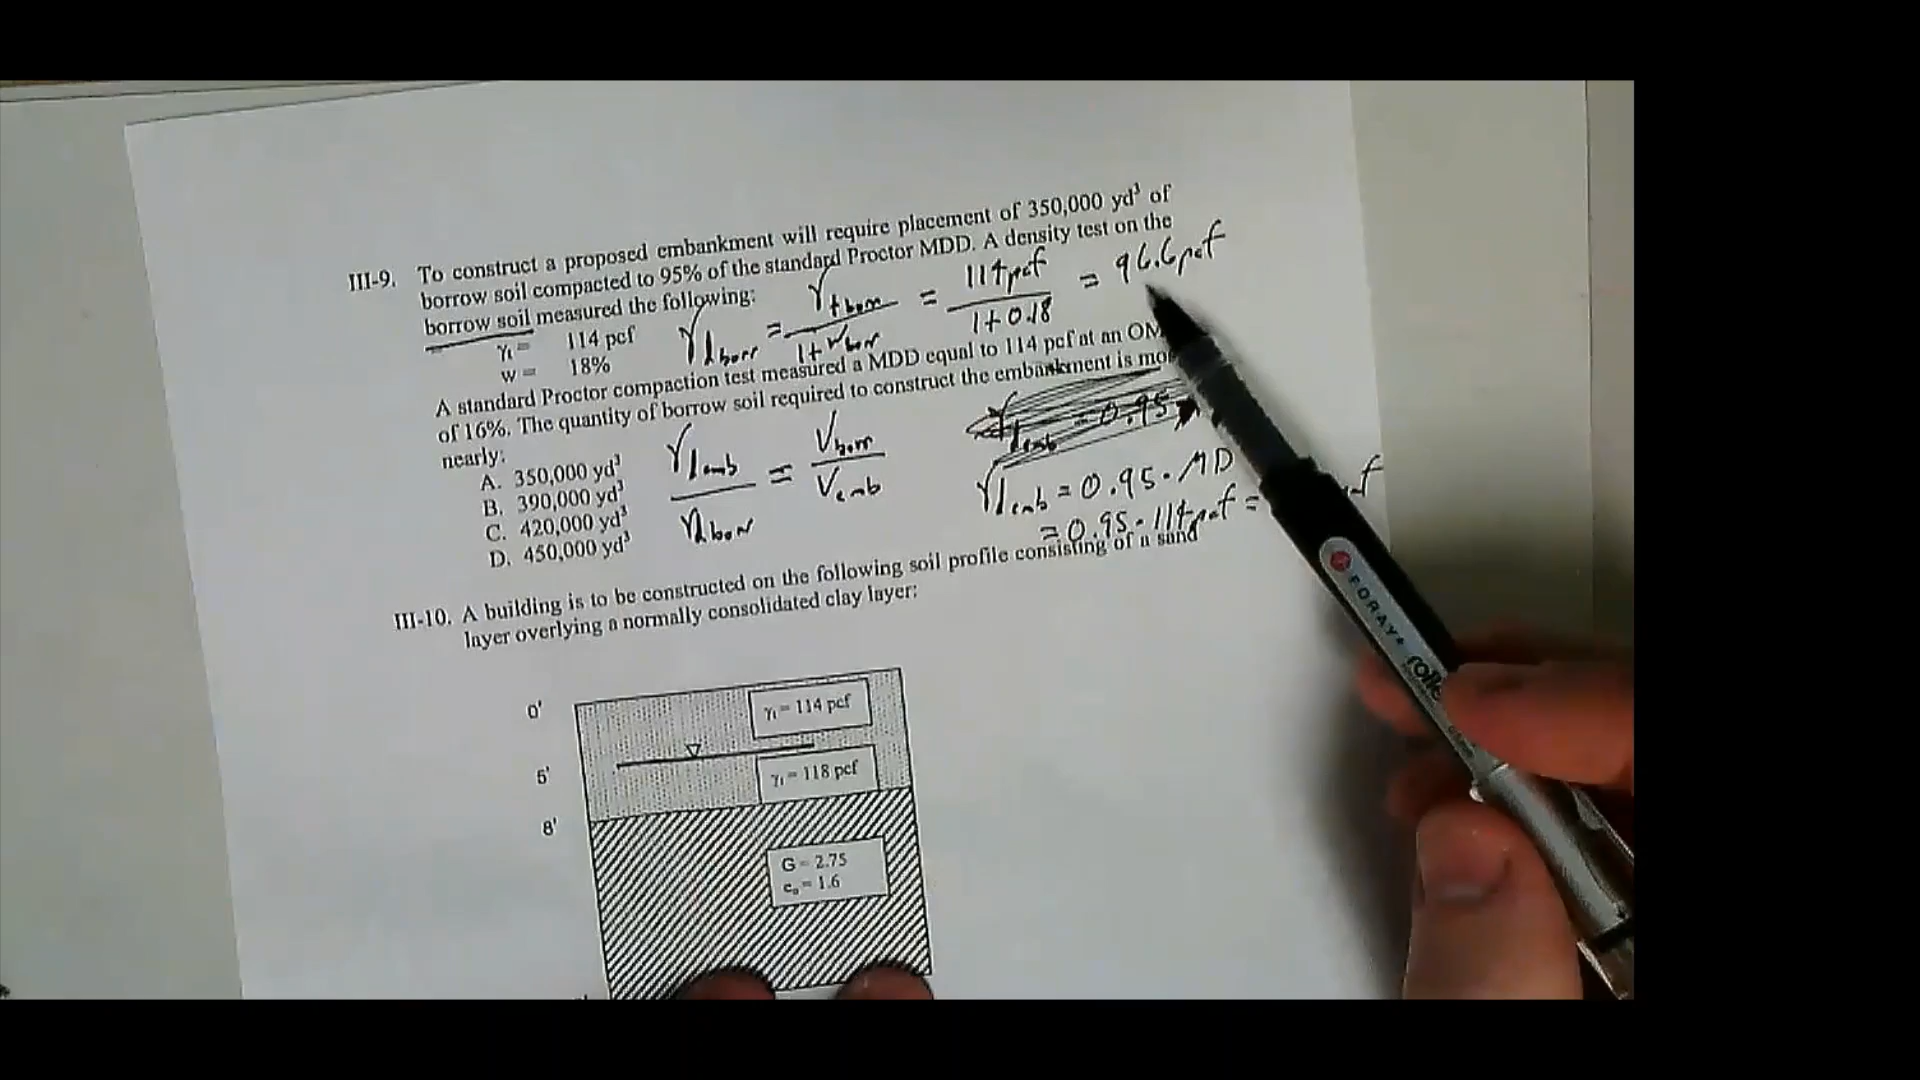 III-9. To construct a proposed embankment will require placement of 350,000 yd³ of
borrow soil compacted to 95% of the standard Proctor MDD. A density test on the
borrow soil measured the following:
γt = 114 pcf
w = 18%
γd borr = γt borr / 1 + w borr = 114 pcf / 1 + 0.18 = 96.6 pcf
A standard Proctor compaction test measured a MDD equal to 114 pcf at an
of 16%. The quantity of borrow soil required to construct the embankment is
nearly:
A. 350,000 yd³
B. 390,000 yd³
C. 420,000 yd³
D. 450,000 yd³
γd emb / γd borr = V borr / V emb
γd emb = 0.95
γd emb = 0.95 · MD
= 0.95 · 114 pcf =
III-10. A building is to be constructed on the following soil profile consisting of a sand
layer overlying a normally consolidated clay layer:
0'
γt = 114 pcf
5'
γt = 118 pcf
8'
G = 2.75
eo = 1.6
FORAY